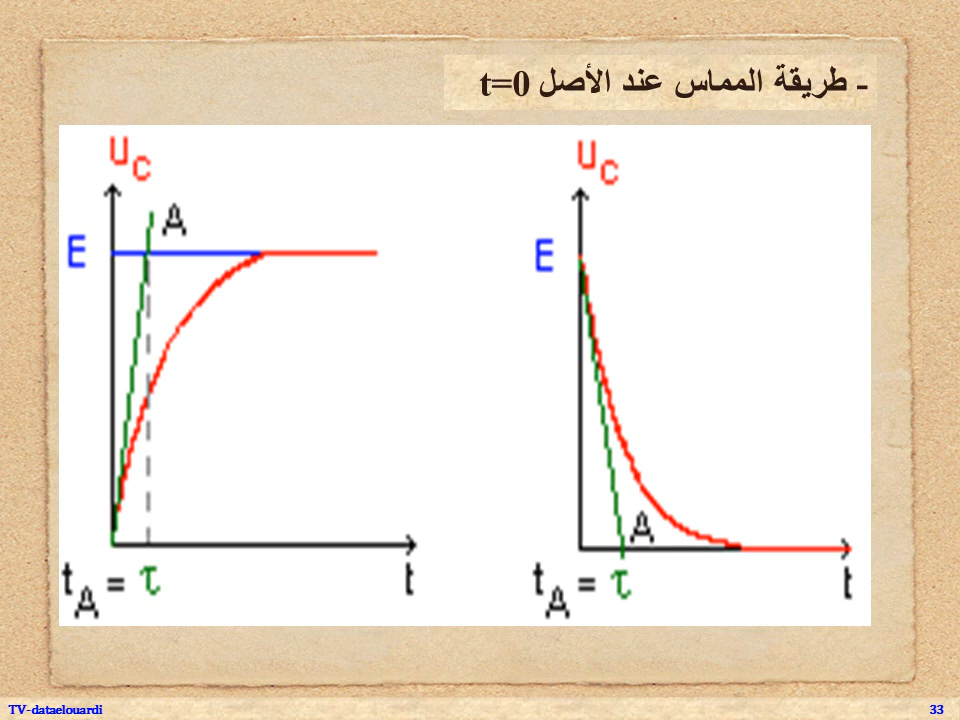 - طريقة المماس عند الأصل t=0
uC
A
E
tA = τ
t
uC
E
A
tA = τ
t
TV-dataelouardi
33